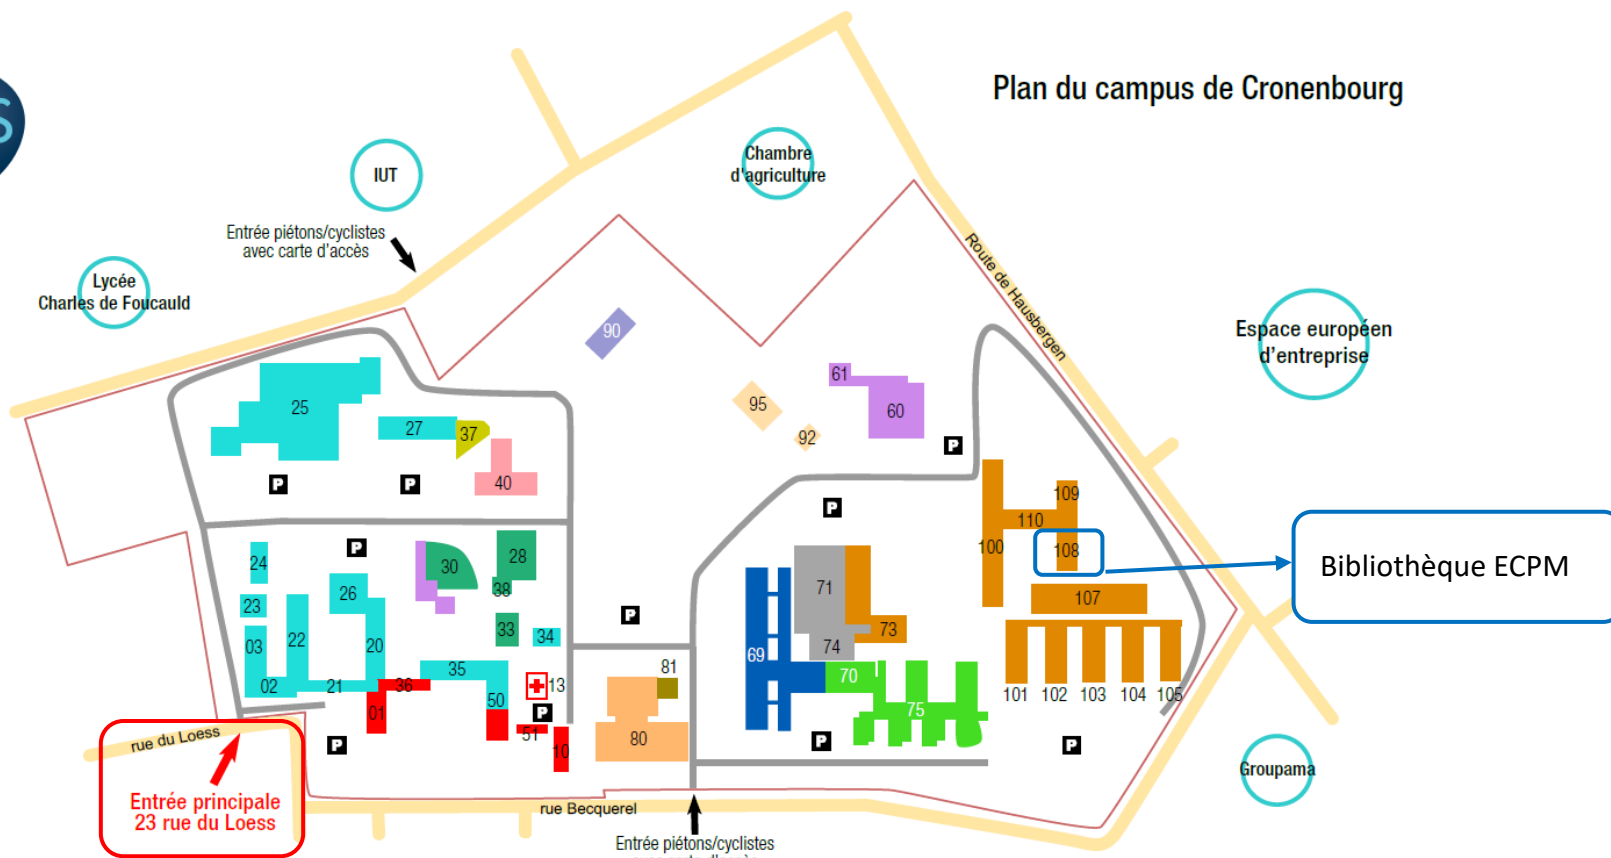 S
Plan du campus de Cronenbourg
Chambre
d'agriculture
IUT
Entrée piétons/cyclistes
avec carte d'accès
Route de Hausbergen
Lycée
Charles de Foucauld
Espace européen
d'entreprise
90
61
60
95
92
25
27
37
40
P
P
P
P
109
110
100
108
Bibliothèque ECPM
107
P
24
26
30
28
38
23
22
03
20
33
34
P
71
73
74
69
70
75
02
21
36
35
50
01
13
P
51
10
81
80
P
P
101
102
103
104
105
P
rue du Loess
Entrée principale
23 rue du Loess
Groupama
rue Becquerel
Entrée piétons/cyclistes